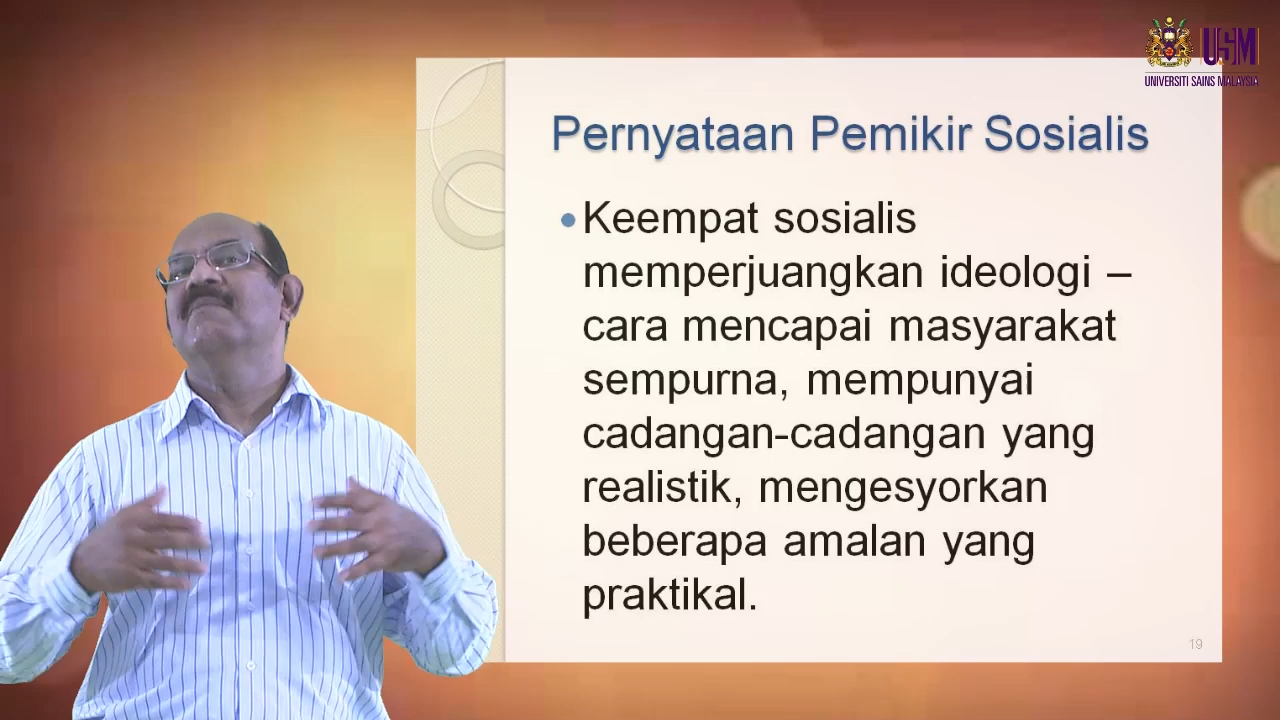 USM
UNIVERSITI SAINS MALAYSIA
Pernyataan Pemikir Sosialis
•Keempat sosialis
memperjuangkan ideologi –
cara mencapai masyarakat
sempurna, mempunyai
cadangan-cadangan yang
realistik, mengesyorkan
beberapa amalan yang
praktikal.
19